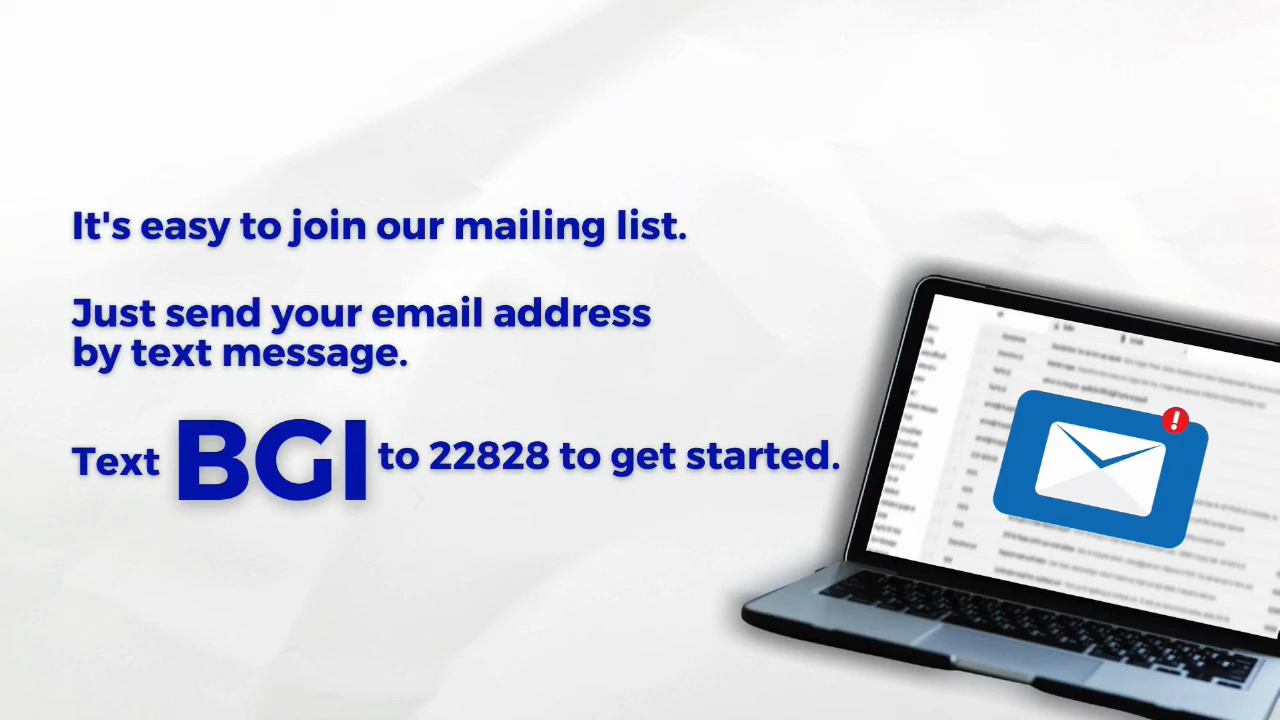 It's easy to join our mailing list.
Just send your email address
by text message.
Text BGI to 22828 to get started.